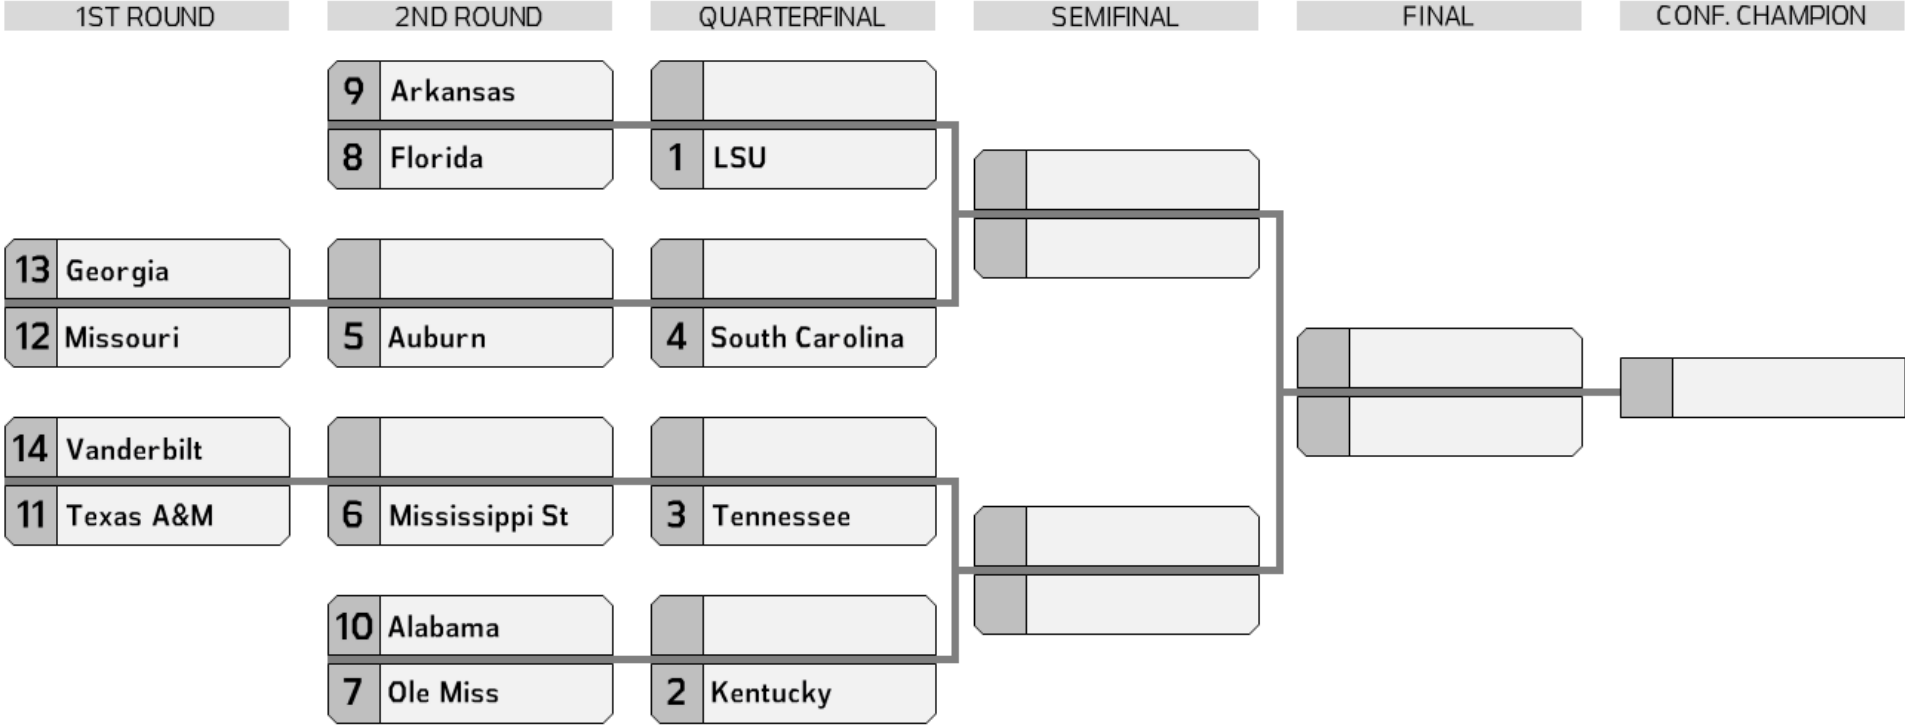 1ST ROUND
2ND ROUND
QUARTERFINAL
SEMIFINAL
FINAL
CONF. CHAMPION
13 Georgia
12 Missouri
14 Vanderbilt
11 Texas A&M
9 Arkansas
8 Florida
5 Auburn
6 Mississippi St
10 Alabama
7 Ole Miss
1 LSU
4 South Carolina
3 Tennessee
2 Kentucky